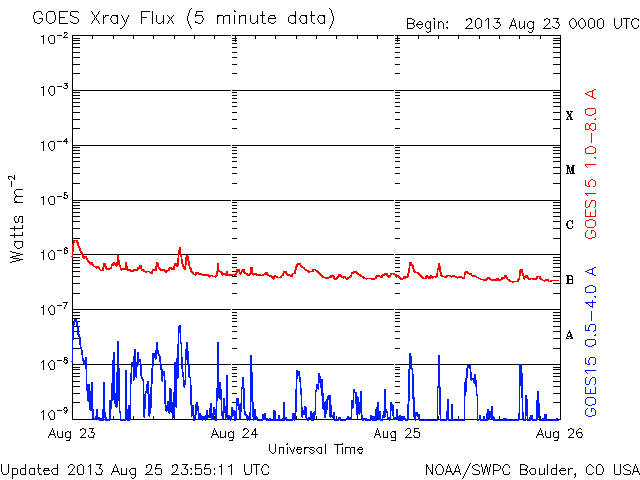 GOES Xray Flux (5 minute data)
Begin: 2013 Aug 23 0000 UTC
10⁻²
10⁻³
10⁻⁴
10⁻⁵
10⁻⁶
10⁻⁷
10⁻⁸
10⁻⁹
Watts m⁻²
X
M
C
B
A
GOES15 1.0-8.0 A
GOES15 0.5-4.0 A
Aug 23
Aug 24
Aug 25
Aug 26
Universal Time
Updated 2013 Aug 25 23:55:11 UTC
NOAA/SWPC Boulder, CO USA